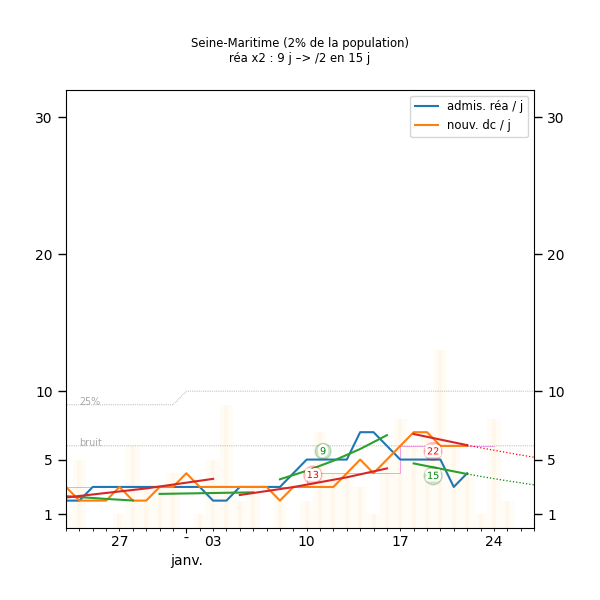 Seine-Maritime (2% de la population)
réa x2 : 9 j –> /2 en 15 j
admis. réa / j
nouv. dc / j
30 30
20 20
10 10
25%
bruit
5 5
9
13
22
15
1 1
27 - 03 10 17 24
janv.